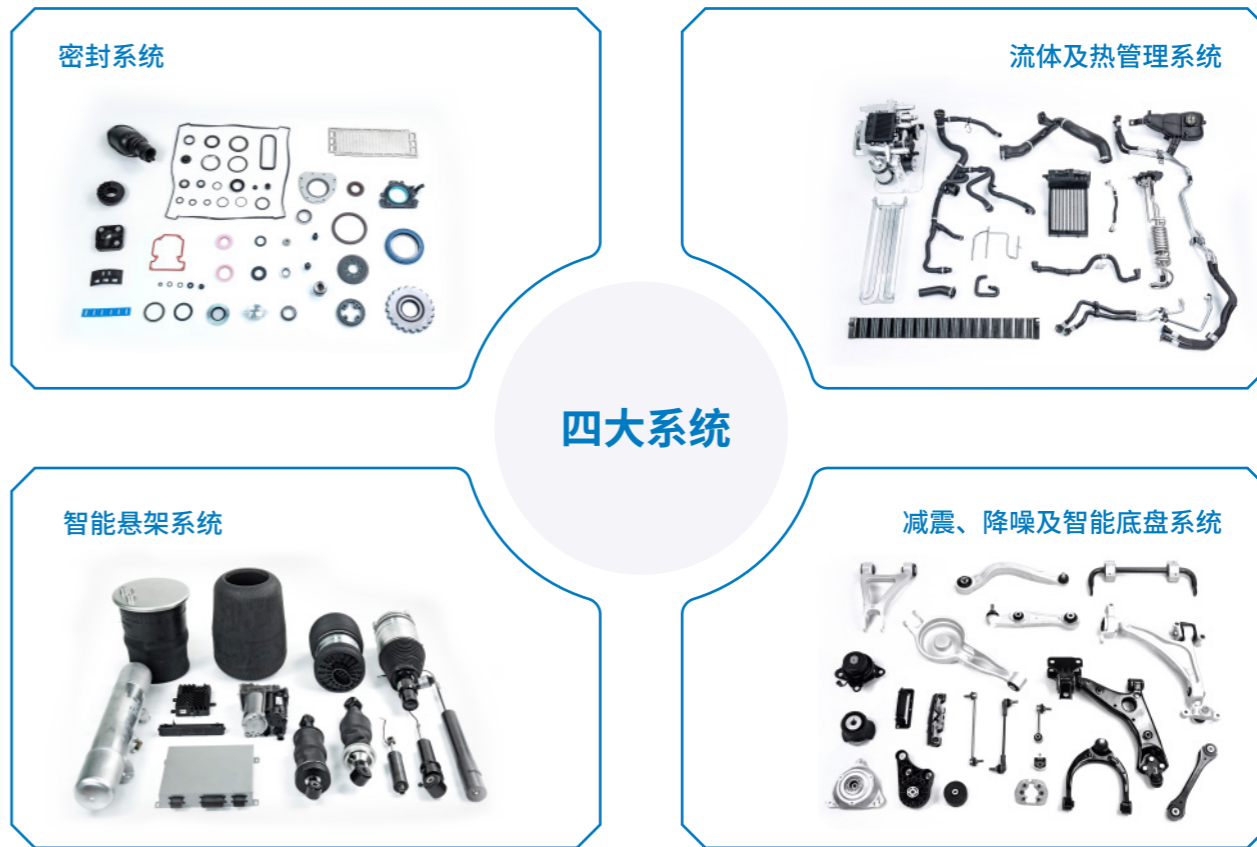 密封系统
流体及热管理系统
四大系统
智能悬架系统
减震、降噪及智能底盘系统